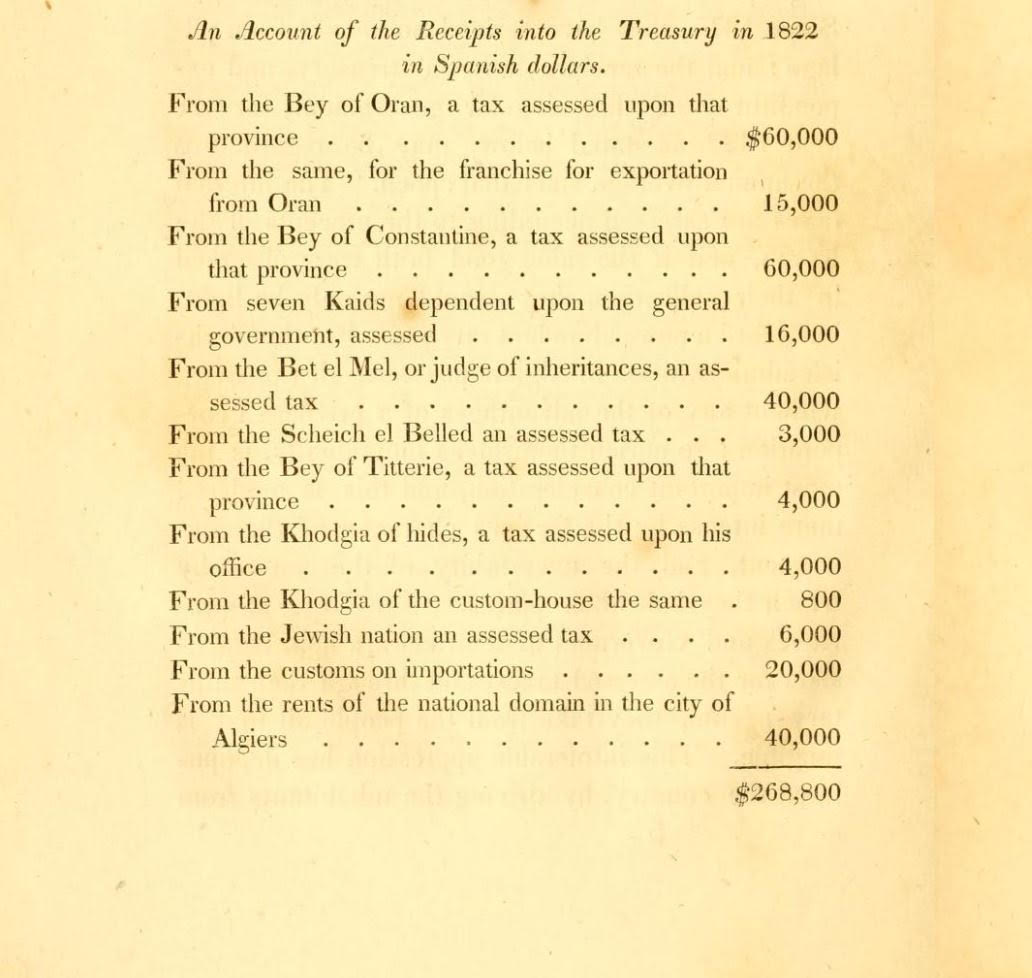 An Account of the Receipts into the Treasury in 1822
in Spanish dollars.
From the Bey of Oran, a tax assessed upon that
province . . . . . . . . . . . . $60,000
From the same, for the franchise for exportation
from Oran . . . . . . . . . . . 15,000
From the Bey of Constantine, a tax assessed upon
that province . . . . . . . . . . . 60,000
From seven Kaids dependent upon the general
government, assessed . . . . . . . . 16,000
From the Bet el Mel, or judge of inheritances, an as-
sessed tax . . . . . . . . . . . 40,000
From the Scheich el Belled an assessed tax . . . 3,000
From the Bey of Titterie, a tax assessed upon that
province . . . . . . . . . . . . 4,000
From the Khodgia of hides, a tax assessed upon his
office . . . . . . . . . . . . . 4,000
From the Khodgia of the custom-house the same . 800
From the Jewish nation an assessed tax . . . . 6,000
From the customs on importations . . . . . . 20,000
From the rents of the national domain in the city of
Algiers . . . . . . . . . . . . 40,000
$268,800